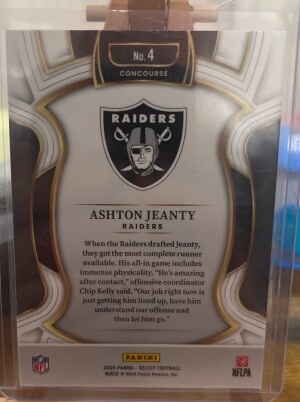 No. 4
CONCOURSE
RAIDERS
ASHTON JEANTY
RAIDERS
When the Raiders drafted Jeanty,
they got the most complete runner
available. His all-in game includes
immense physicality. “He's amazing
after contact,” offensive coordinator
Chip Kelly said. “Our job right now is
just getting him lined up, have him
understand our offense and
then let him go.”
PANINI
NFL
NFLPA
2025 PANINI - SELECT FOOTBALL
© 2025 Panini America, Inc.